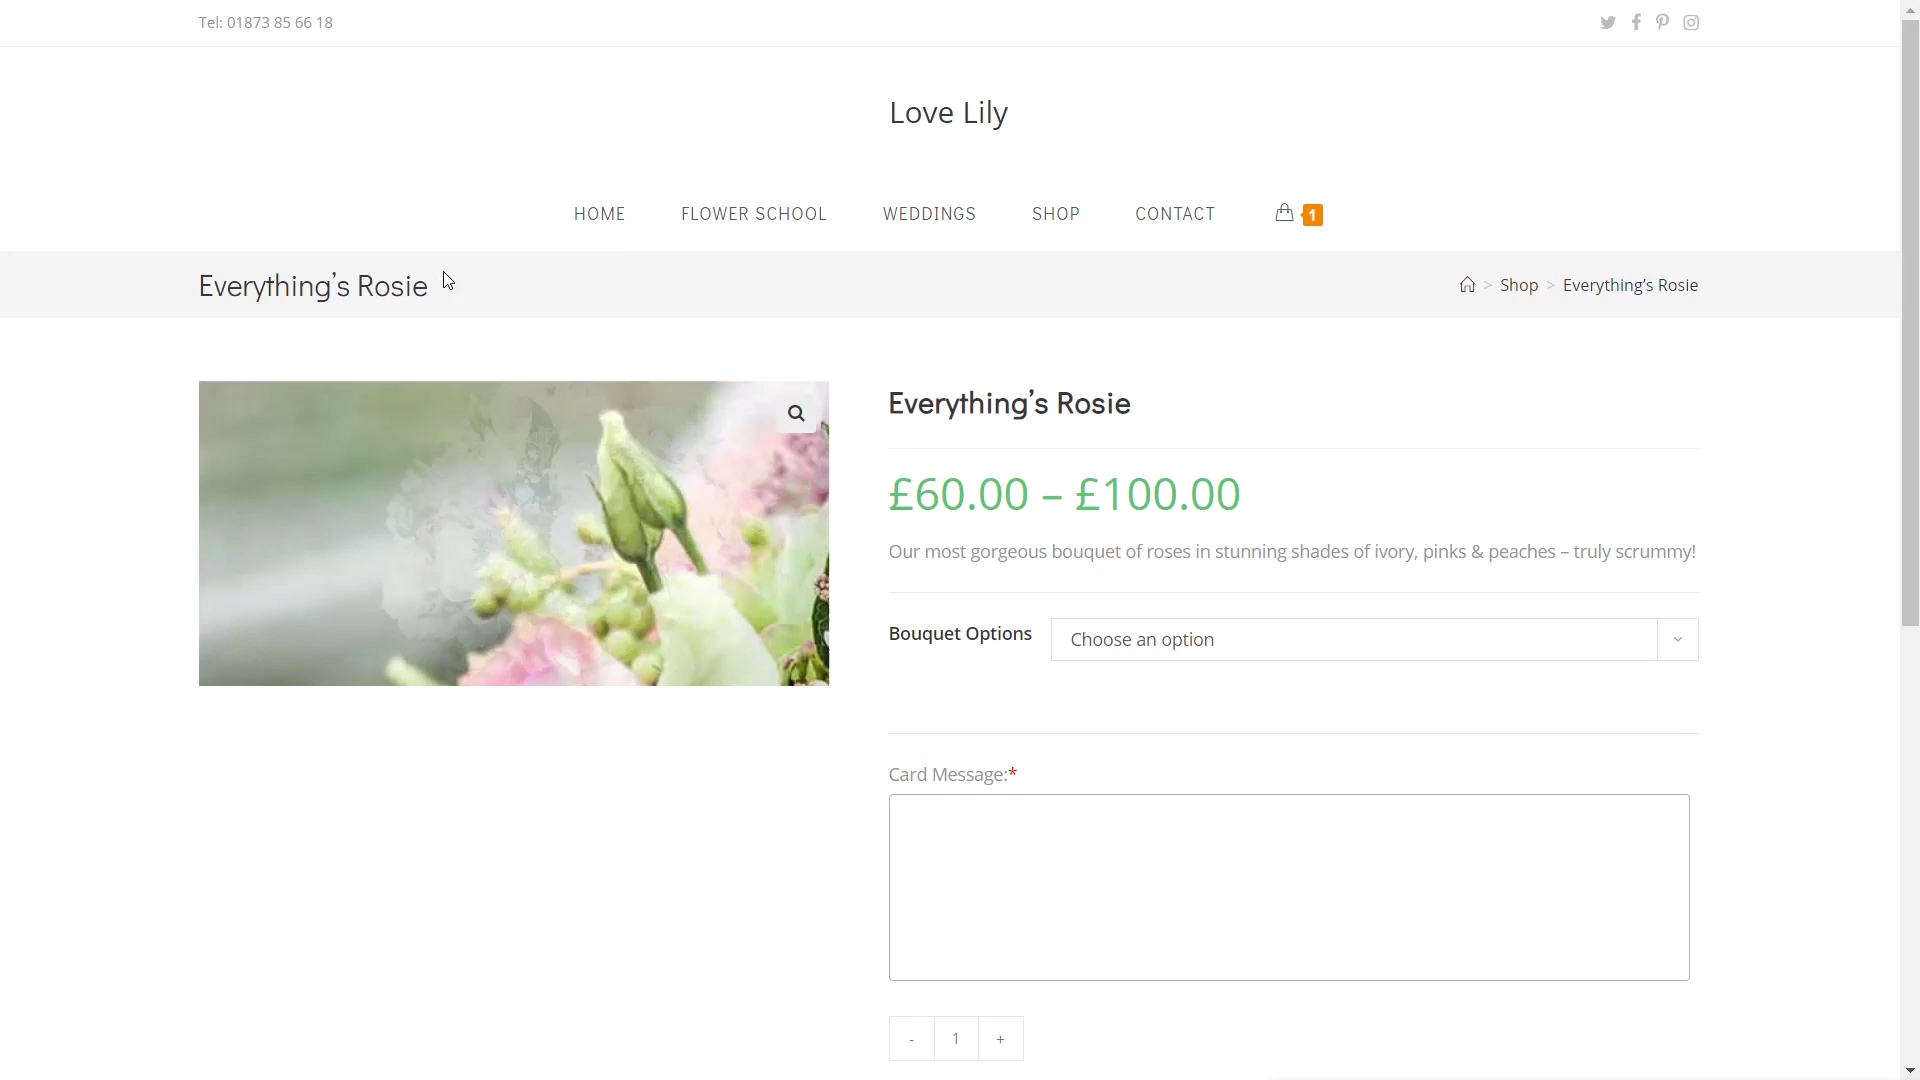 Tel: 01873 85 66 18
Love Lily
HOME FLOWER SCHOOL WEDDINGS SHOP CONTACT 1
Everything’s Rosie
> Shop > Everything’s Rosie
Everything’s Rosie
£60.00 – £100.00
Our most gorgeous bouquet of roses in stunning shades of ivory, pinks & peaches – truly scrummy!
Bouquet Options Choose an option
Card Message:*
- 1 +